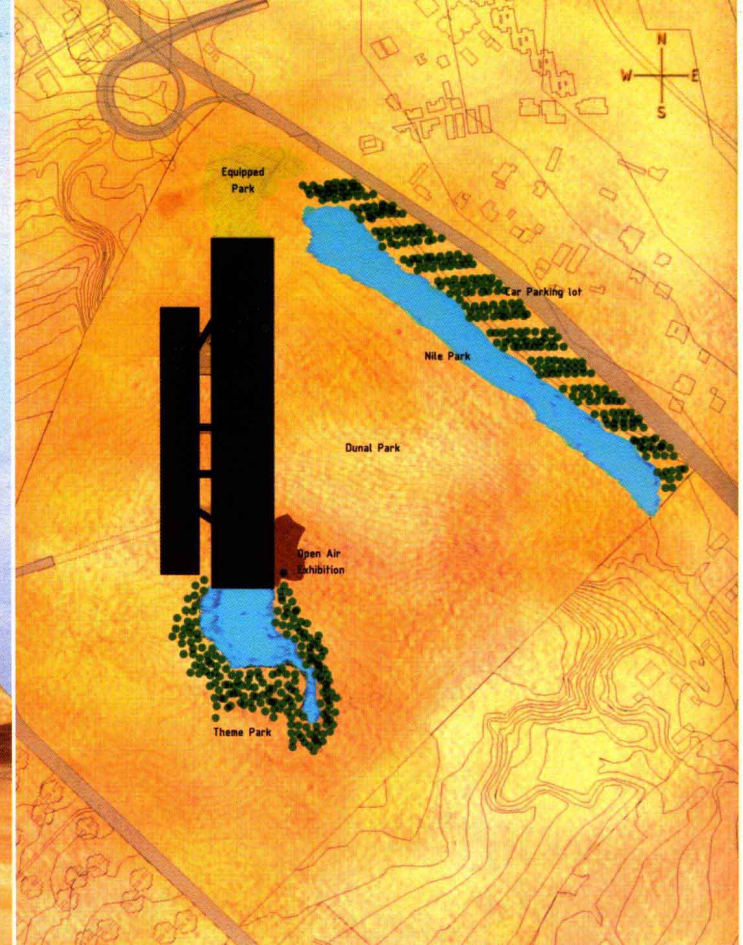 N
W E
S
Equipped
Park
Car Parking lot
Nile Park
Dunal Park
Open Air
Exhibition
Theme Park